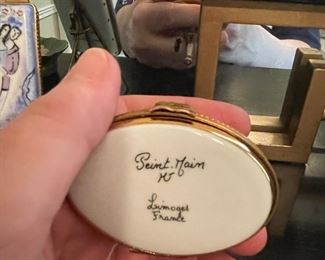 Peint. Main
Limoges
France